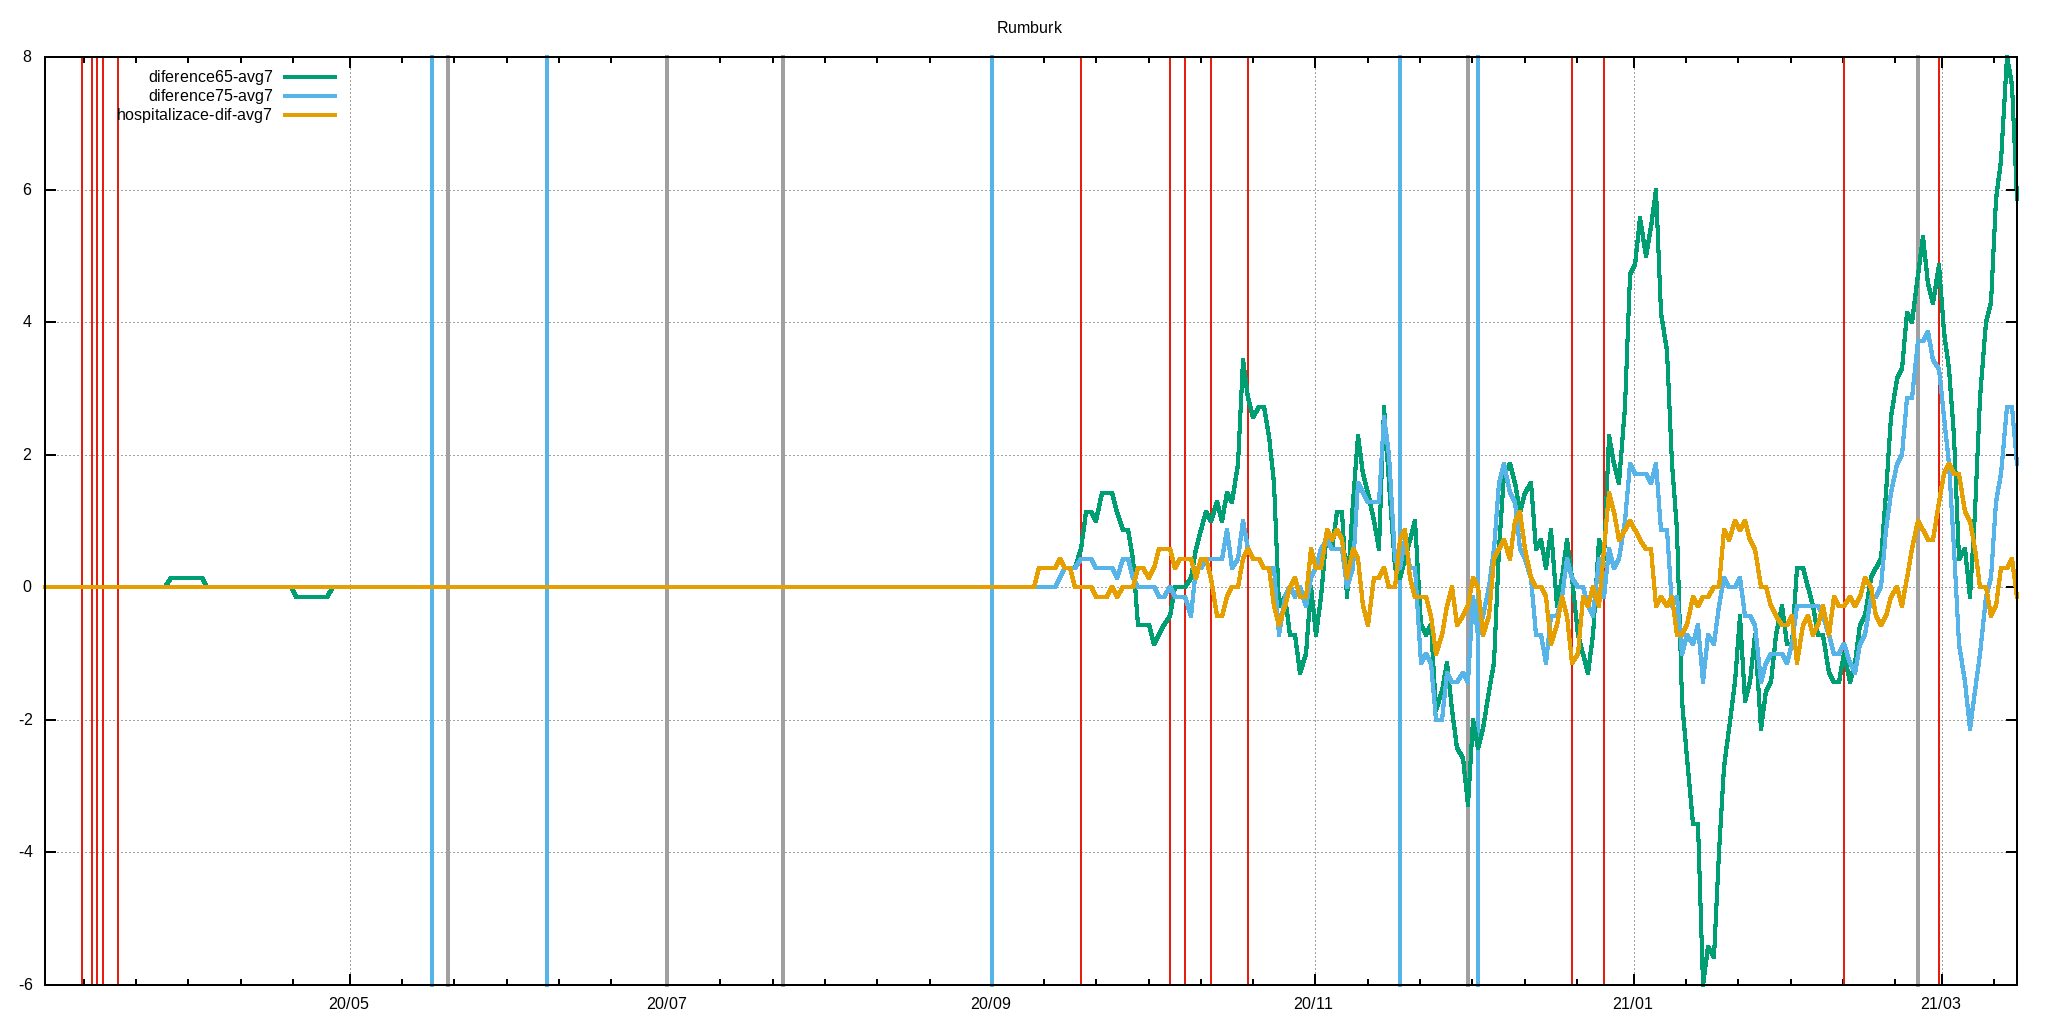 Rumburk
8
diference65-avg7
diference75-avg7
hospitalizace-dif-avg7
6
4
2
0
-2
-4
-6
20/05 20/07 20/09 20/11 21/01 21/03